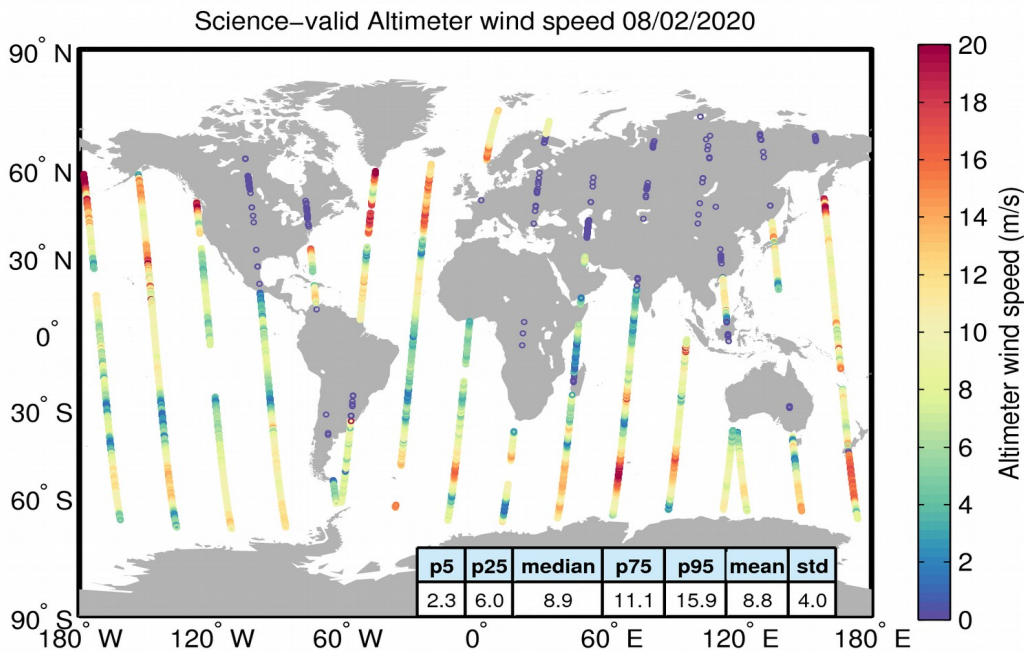 Science−valid Altimeter wind speed 08/02/2020
90° N
60° N
30° N
0°
30° S
60° S
90° S
180° W
120° W
60° W
0°
60° E
120° E
180° E
p5 p25 median p75 p95 mean std
2.3 6.0 8.9 11.1 15.9 8.8 4.0
20
18
16
14
12
10
8
6
4
2
0
Altimeter wind speed (m/s)